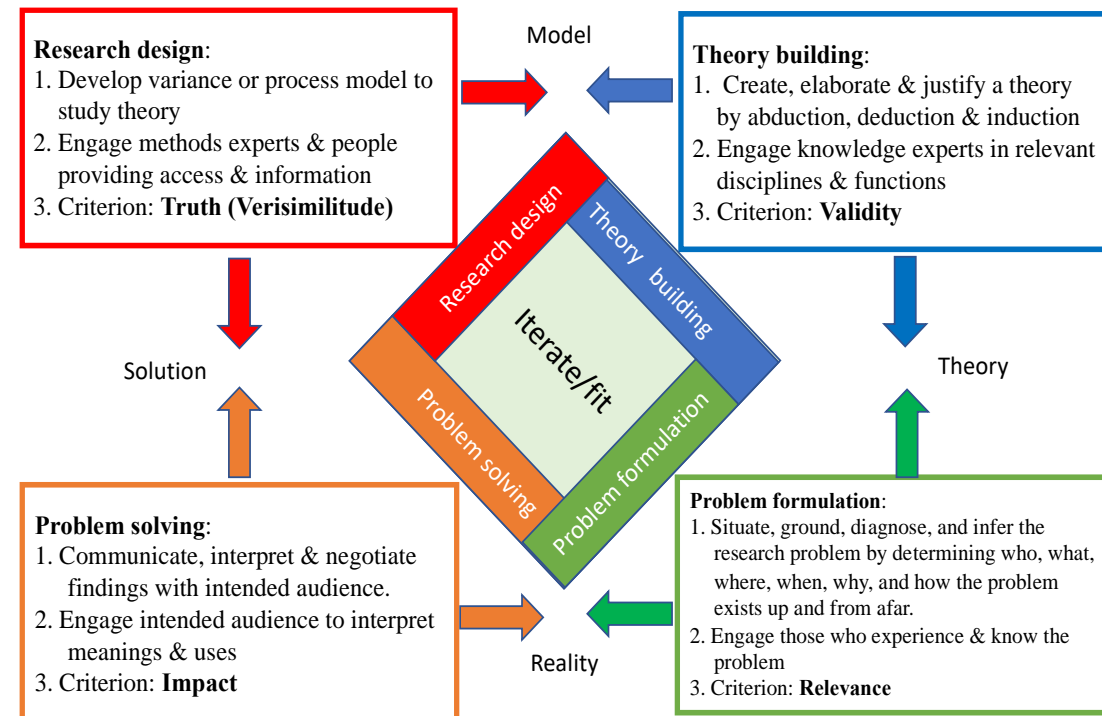 Research design:
1. Develop variance or process model to
study theory
2. Engage methods experts & people
providing access & information
3. Criterion: Truth (Verisimilitude)
Model
Theory building:
1. Create, elaborate & justify a theory
by abduction, deduction & induction
2. Engage knowledge experts in relevant
disciplines & functions
3. Criterion: Validity
Research design
Theory building
Iterate/fit
Problem solving
Problem formulation
Solution
Theory
Problem solving:
1. Communicate, interpret & negotiate
findings with intended audience.
2. Engage intended audience to interpret
meanings & uses
3. Criterion: Impact
Reality
Problem formulation:
1. Situate, ground, diagnose, and infer the
research problem by determining who, what,
where, when, why, and how the problem
exists up and from afar.
2. Engage those who experience & know the
problem
3. Criterion: Relevance